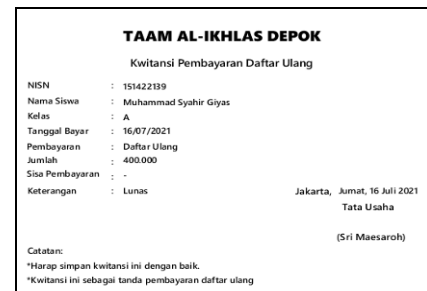 TAAM AL-IKHLAS DEPOK
Kwitansi Pembayaran Daftar Ulang
NISN : 151422139
Nama Siswa : Muhammad Syahir Giyas
Kelas : A
Tanggal Bayar : 16/07/2021
Pembayaran : Daftar Ulang
Jumlah : 400.000
Sisa Pembayaran : -
Keterangan : Lunas Jakarta, Jumat, 16 Juli 2021
Tata Usaha
(Sri Maesaroh)
Catatan:
*Harap simpan kwitansi ini dengan baik.
*Kwitansi ini sebagai tanda pembayaran daftar ulang